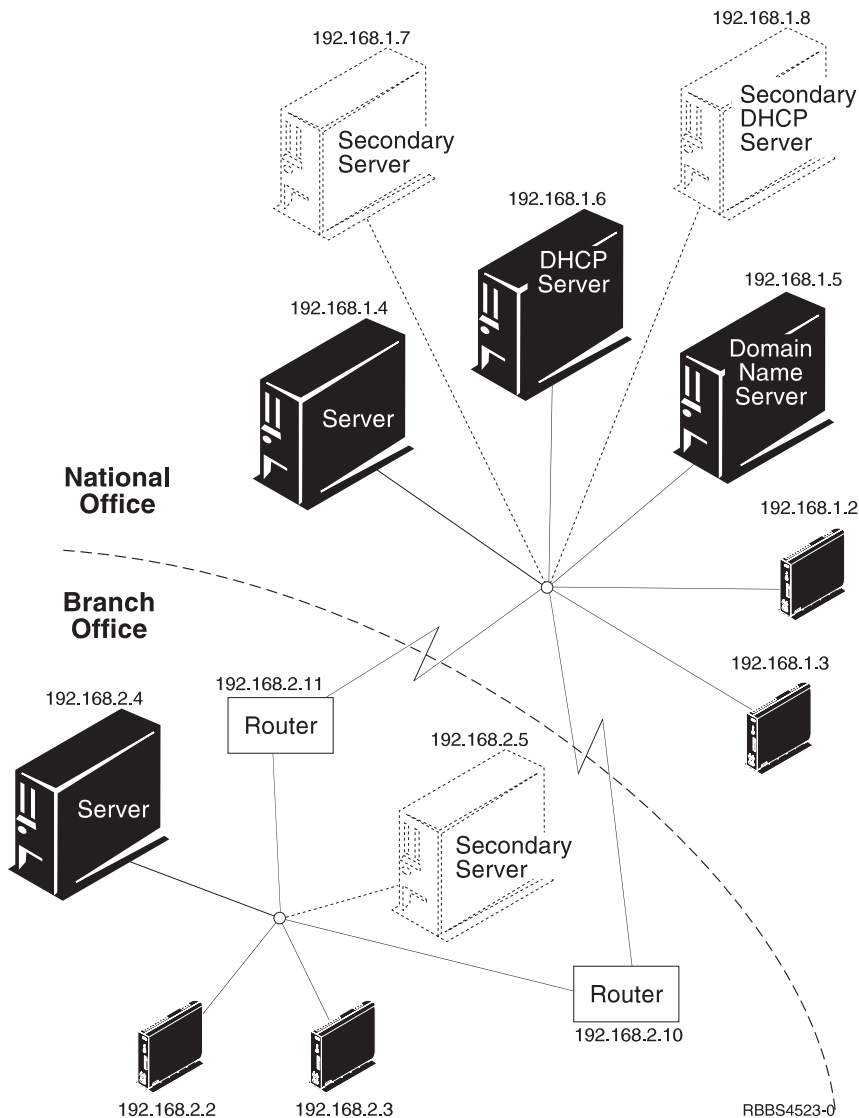 192.168.1.7
192.168.1.8
Secondary
Server
Secondary
DHCP
Server
192.168.1.6
DHCP
Server
192.168.1.5
Domain
Name
Server
192.168.1.4
Server
National
Office
192.168.1.2
Branch
Office
192.168.1.3
192.168.2.11
Router
192.168.2.4
Server
192.168.2.5
Secondary
Server
Router
192.168.2.10
192.168.2.2
192.168.2.3
RBBS4523-0